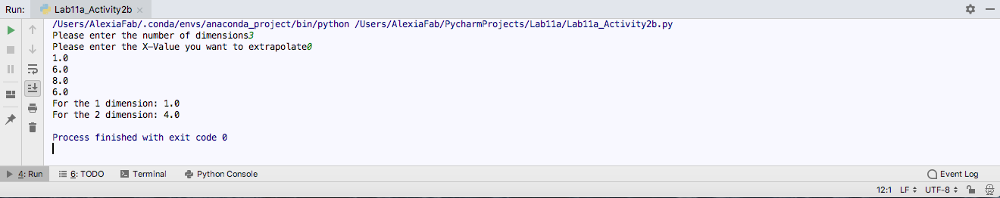 Run: Lab11a_Activity2b ×
/Users/AlexiaFab/.conda/envs/anaconda_project/bin/python /Users/AlexiaFab/PycharmProjects/Lab11a/Lab11a_Activity2b.py
Please enter the number of dimensions3
Please enter the X-Value you want to extrapolate0
1.0
6.0
8.0
6.0
For the 1 dimension: 1.0
For the 2 dimension: 4.0
Process finished with exit code 0
4: Run 6: TODO Terminal Python Console Event Log
12:1 LF UTF-8